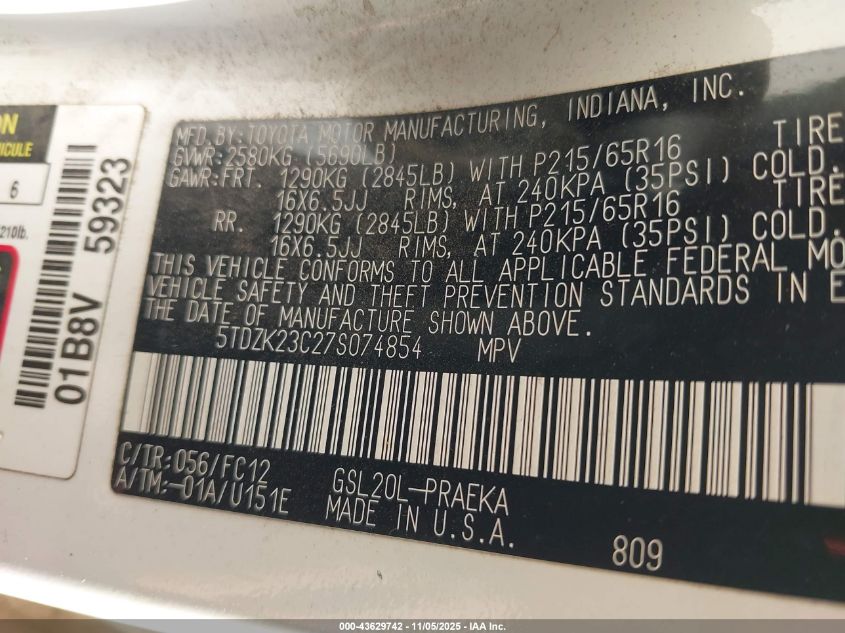 ON
VEHICULE
6
210lb.
01B8V 59323
MFD. BY: TOYOTA MOTOR MANUFACTURING, INDIANA, INC.
GVWR: 2580KG (5690LB)
GAWR: FRT. 1290KG (2845LB) WITH P215/65R16 TIRE
16X6.5JJ RIMS, AT 240KPA (35PSI) COLD.
RR. 1290KG (2845LB) WITH P215/65R16 TIRE
16X6.5JJ RIMS, AT 240KPA (35PSI) COLD.
THIS VEHICLE CONFORMS TO ALL APPLICABLE FEDERAL MO
VEHICLE SAFETY AND THEFT PREVENTION STANDARDS IN E
THE DATE OF MANUFACTURE SHOWN ABOVE.
5TDZK23C27S074854 MPV
C/TR: 056/FC12
A/TM: -01A/U151E
GSL20L-PRAEKA
MADE IN U.S.A.
809
000-43629742 - 11/05/2025 - IAA Inc.